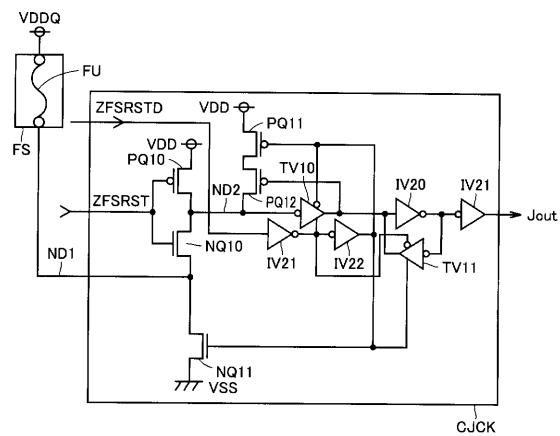 VDDQ
FU
FS
ZFSRSTD
VDD
PQ11
VDD
PQ10
TV10
PQ12
ND2
IV20
IV21
Jout
ZFSRST
NQ10
IV21
IV22
TV11
ND1
NQ11
VSS
CJCK